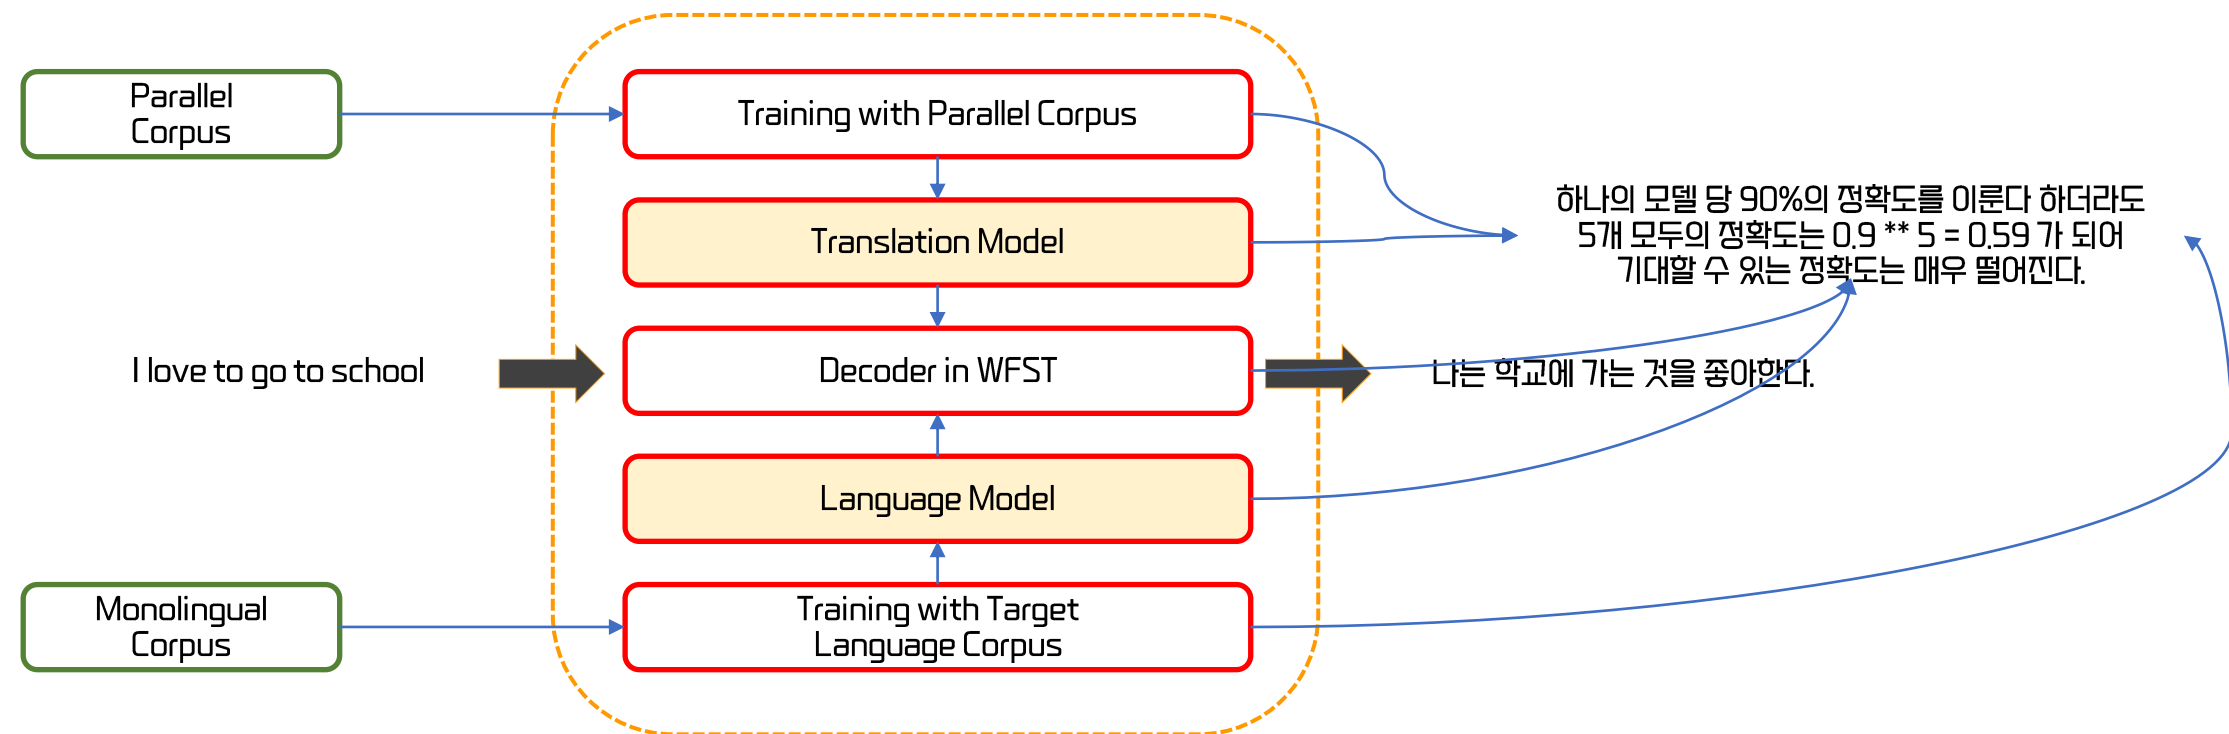 Parallel
Corpus
Training with Parallel Corpus
Translation Model
하나의 모델 당 90%의 정확도를 이룬다 하더라도
5개 모두의 정확도는 0.9 ** 5 = 0.59 가 되어
기대할 수 있는 정확도는 매우 떨어진다.
I love to go to school
Decoder in WFST
나는 학교에 가는 것을 좋아한다.
Language Model
Monolingual
Corpus
Training with Target
Language Corpus